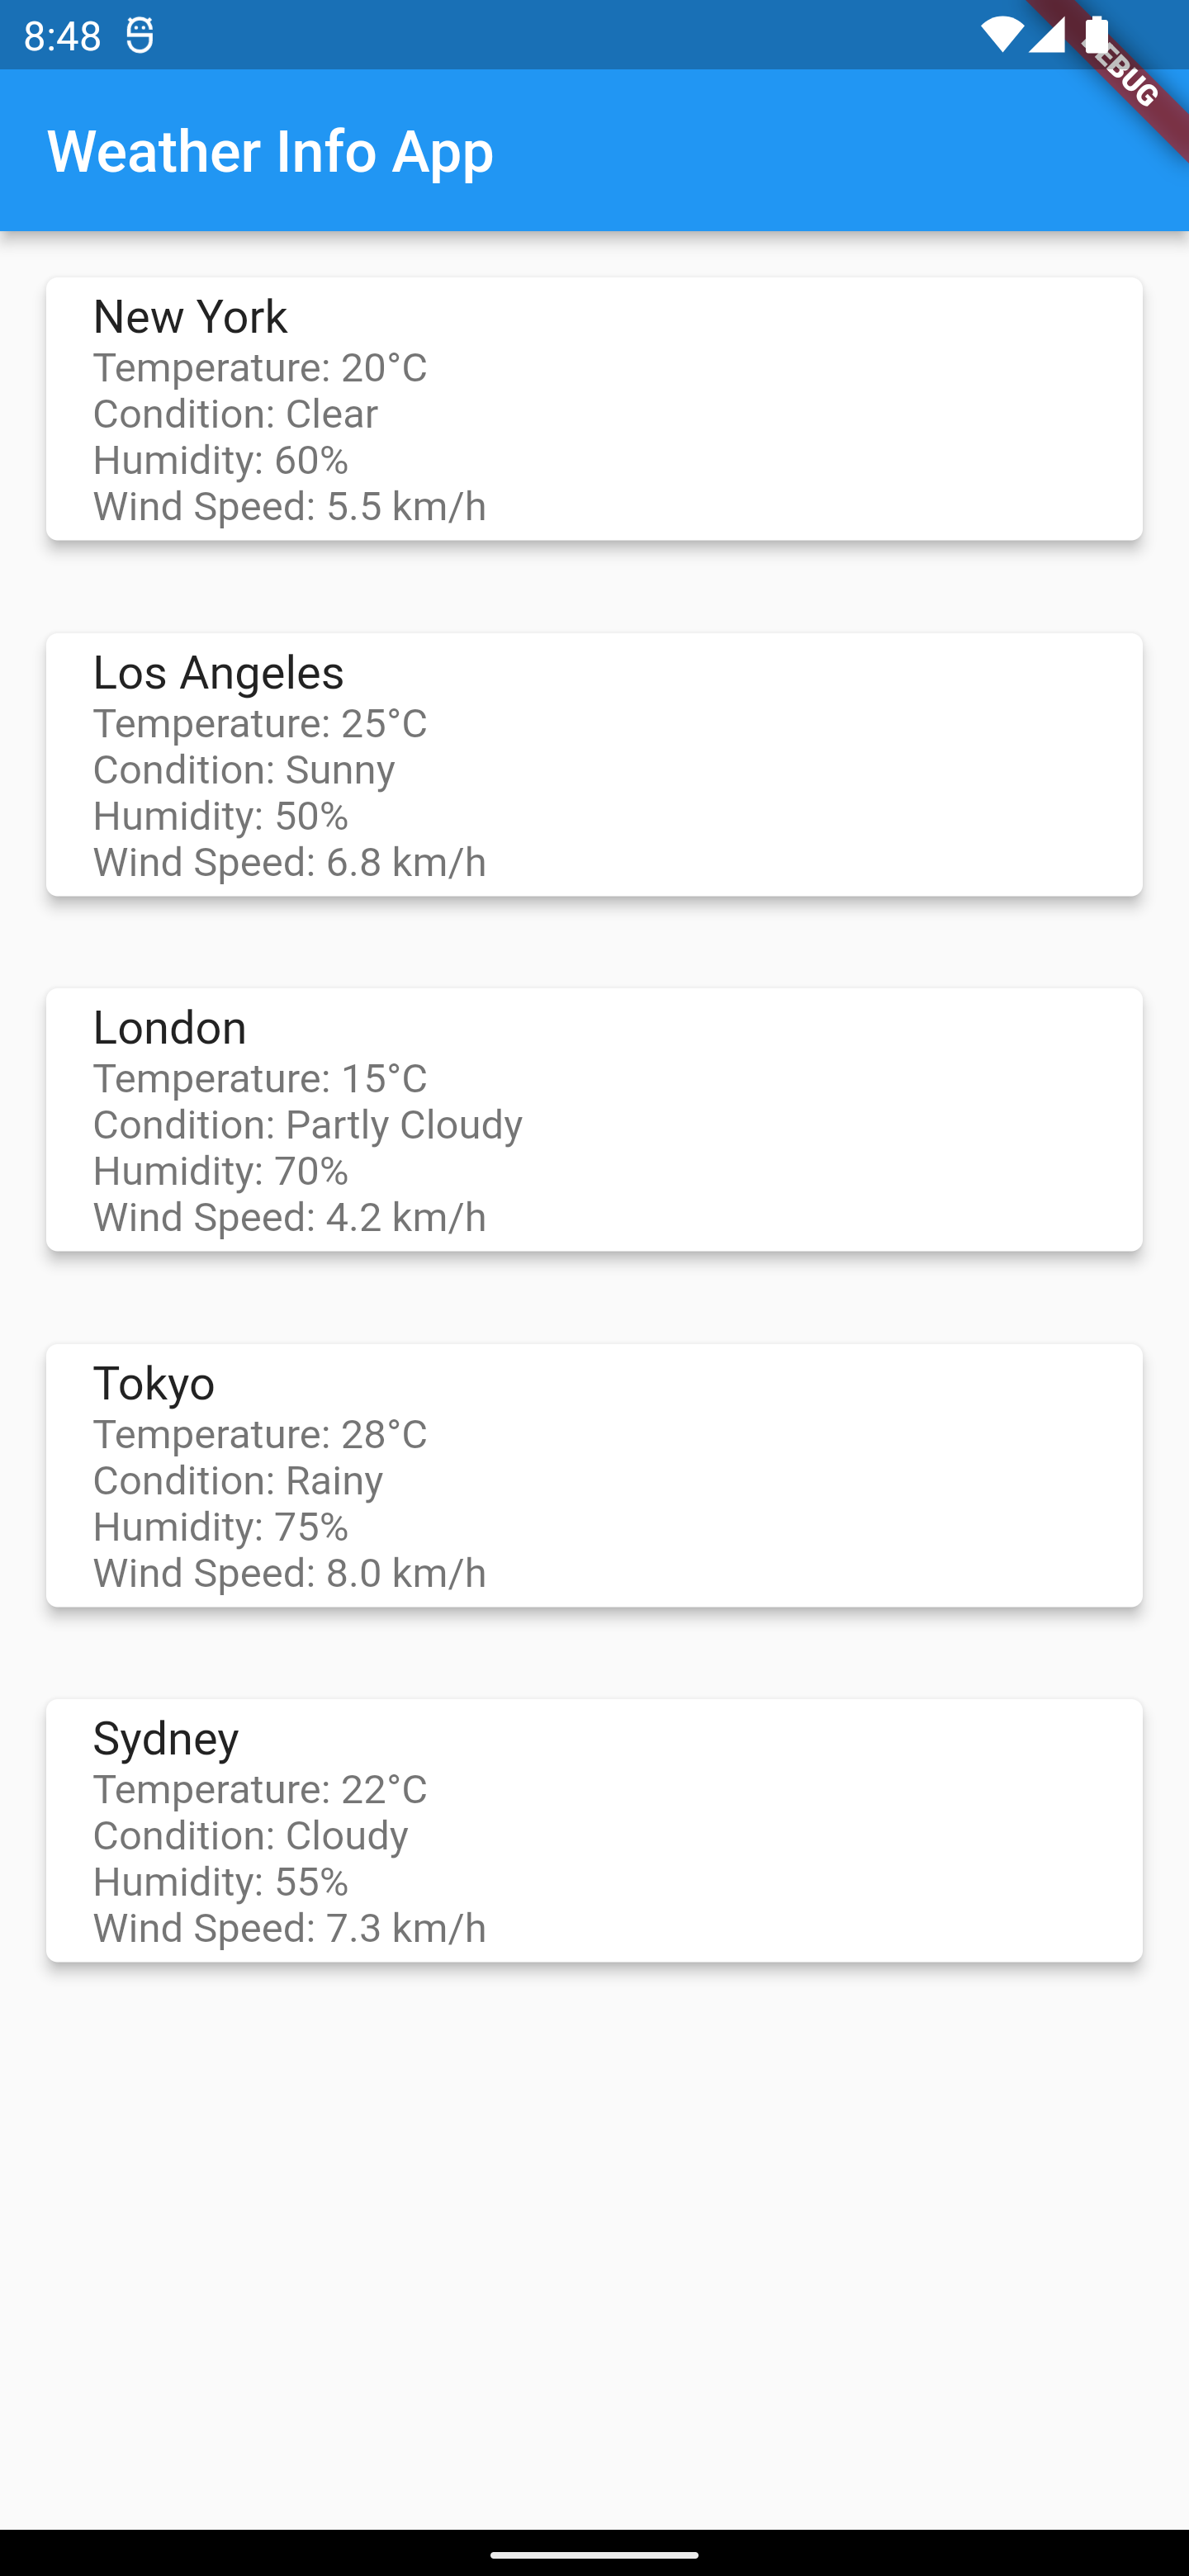 8:48
DEBUG
Weather Info App
New York
Temperature: 20°C
Condition: Clear
Humidity: 60%
Wind Speed: 5.5 km/h
Los Angeles
Temperature: 25°C
Condition: Sunny
Humidity: 50%
Wind Speed: 6.8 km/h
London
Temperature: 15°C
Condition: Partly Cloudy
Humidity: 70%
Wind Speed: 4.2 km/h
Tokyo
Temperature: 28°C
Condition: Rainy
Humidity: 75%
Wind Speed: 8.0 km/h
Sydney
Temperature: 22°C
Condition: Cloudy
Humidity: 55%
Wind Speed: 7.3 km/h